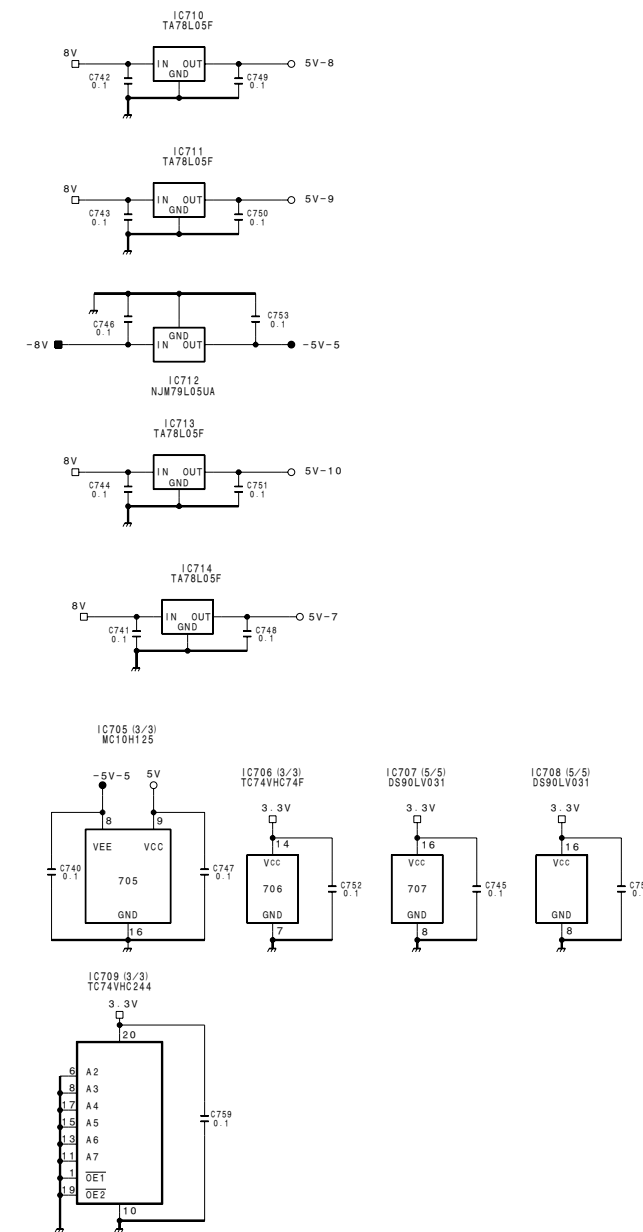 IC710
TA78L05F
8V
IN OUT
GND
C742
0.1
C749
0.1
5V-8
IC711
TA78L05F
8V
IN OUT
GND
C743
0.1
C750
0.1
5V-9
C746
0.1
C753
0.1
GND
-8V
IN OUT
-5V-5
IC712
NJM79L05UA
IC713
TA78L05F
8V
IN OUT
GND
C744
0.1
C751
0.1
5V-10
IC714
TA78L05F
8V
IN OUT
GND
C741
0.1
C748
0.1
5V-7
IC705 (3/3)
MC10H125
-5V-5 5V
8 9
VEE VCC
C740
0.1
705
C747
0.1
GND
16
IC706 (3/3)
TC74VHC74F
3.3V
14
VCC
706
C752
0.1
GND
7
IC707 (5/5)
DS90LV031
3.3V
16
VCC
707
C745
0.1
GND
8
IC708 (5/5)
DS90LV031
3.3V
16
VCC
GND
8
IC709 (3/3)
TC74VHC244
3.3V
20
6 A2
8 A3
17 A4
15 A5
13 A6
11 A7
1 OE1
19 OE2
C759
0.1
10